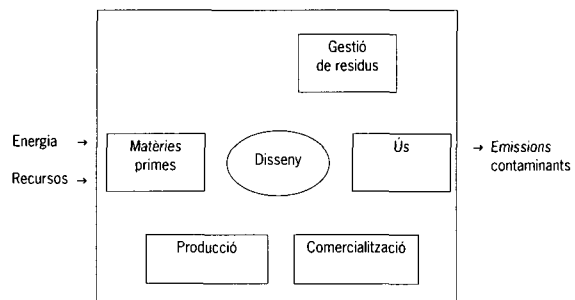 Gestió
de residus
Energia →
Recursos →
Matèries
primes
Disseny
Ús
→ Emissions
contaminants
Producció
Comercialització